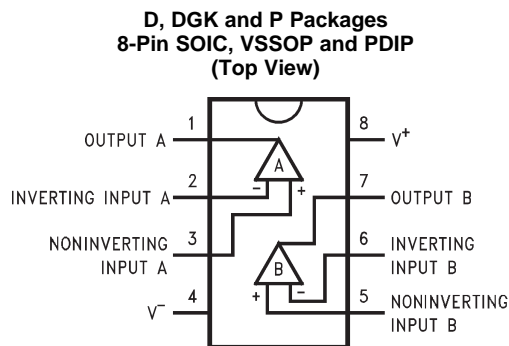 D, DGK and P Packages
8-Pin SOIC, VSSOP and PDIP
(Top View)
OUTPUT A 1
8 V+
A
- +
INVERTING INPUT A 2
7 OUTPUT B
NONINVERTING
INPUT A 3
6 INVERTING
INPUT B
B
+ -
V- 4
5 NONINVERTING
INPUT B